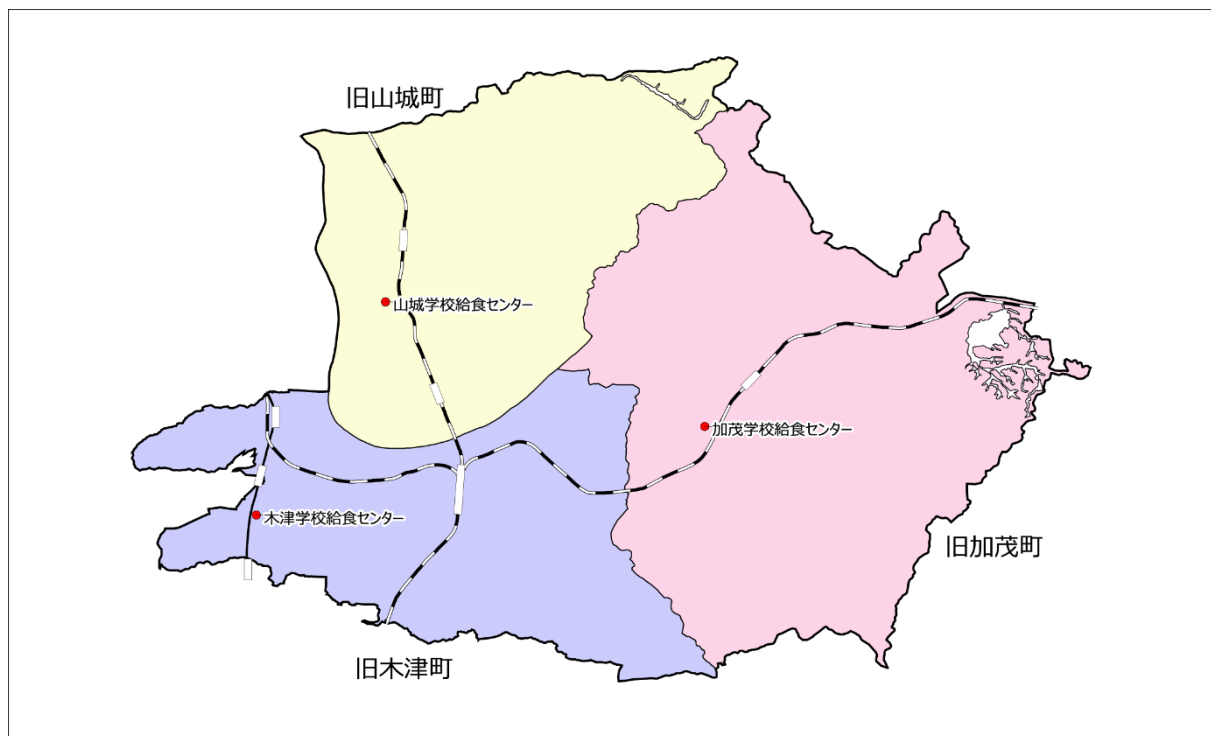 旧山城町
山城学校給食センター
加茂学校給食センター
木津学校給食センター
旧加茂町
旧木津町